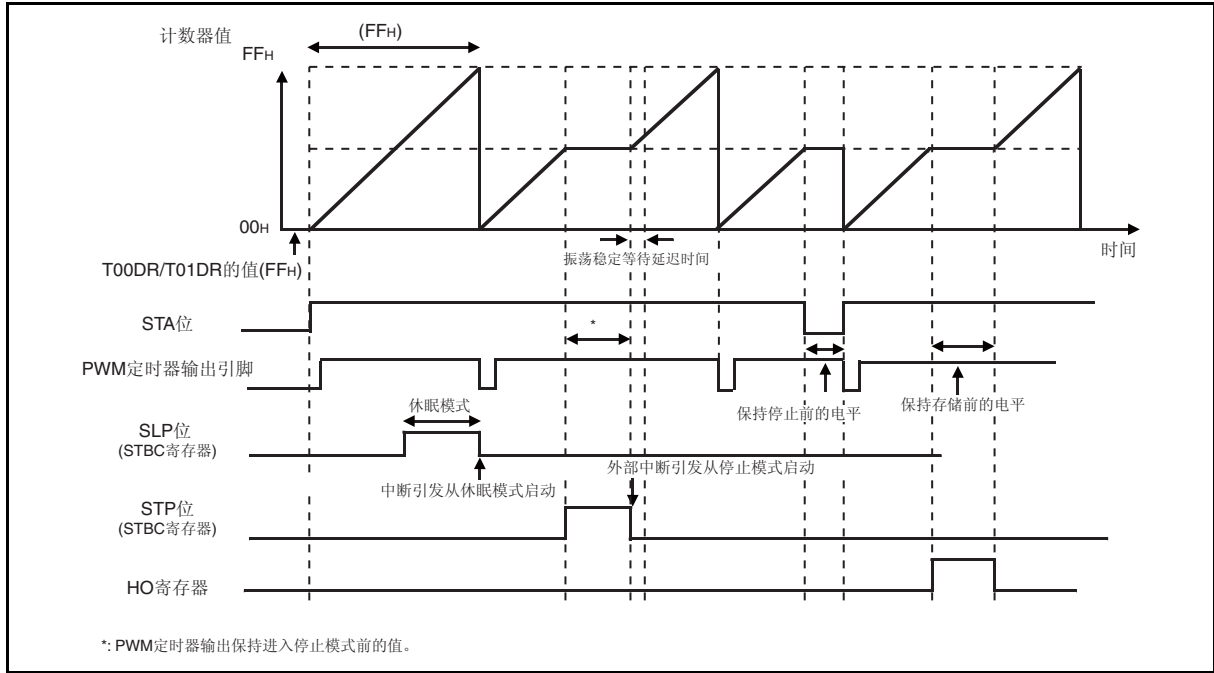 计数器值
(FFH)
FFH
00H
时间
振荡稳定等待延迟时间
T00DR/T01DR的值(FFH)
STA位
*
PWM定时器输出引脚
保持停止前的电平
保持存储前的电平
休眠模式
SLP位
(STBC寄存器)
外部中断引发从停止模式启动
中断引发从休眠模式启动
STP位
(STBC寄存器)
HO寄存器
*: PWM定时器输出保持进入停止模式前的值。